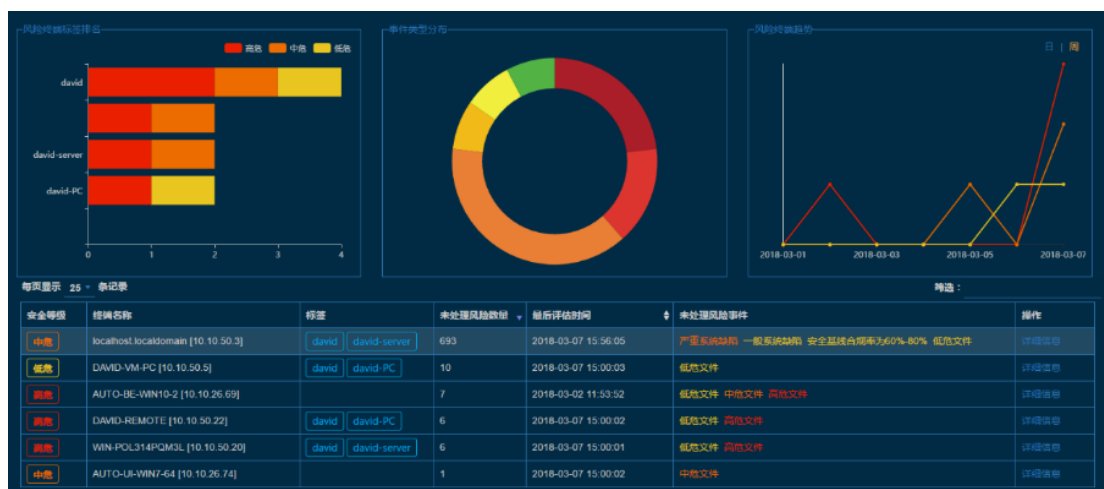 风险终端标签排名
高危 中危 低危
david
david-server
david-PC
0 1 2 3 4
事件类型分布
风险终端趋势
日 | 周
2018-03-01 2018-03-03 2018-03-05 2018-03-07
每页显示 25 条记录
筛选：
安全等级 终端名称 标签 未处理风险数量 最后评估时间 未处理风险事件 操作
中危 localhost.localdomain [10.10.50.3] david david-server 693 2018-03-07 15:56:05 严重系统缺陷 一般系统缺陷 安全基线合规率为60%-80% 低危文件 详细信息
低危 DAVID-VM-PC [10.10.50.5] david david-PC 10 2018-03-07 15:00:03 低危文件 详细信息
高危 AUTO-BE-WIN10-2 [10.10.26.69] 7 2018-03-02 11:53:52 低危文件 中危文件 高危文件 详细信息
高危 DAVID-REMOTE [10.10.50.22] david david-PC 6 2018-03-07 15:00:02 低危文件 高危文件 详细信息
高危 WIN-POL314PQM3L [10.10.50.20] david david-server 6 2018-03-07 15:00:01 低危文件 高危文件 详细信息
中危 AUTO-UI-WIN7-64 [10.10.26.74] 1 2018-03-07 15:00:02 中危文件 详细信息